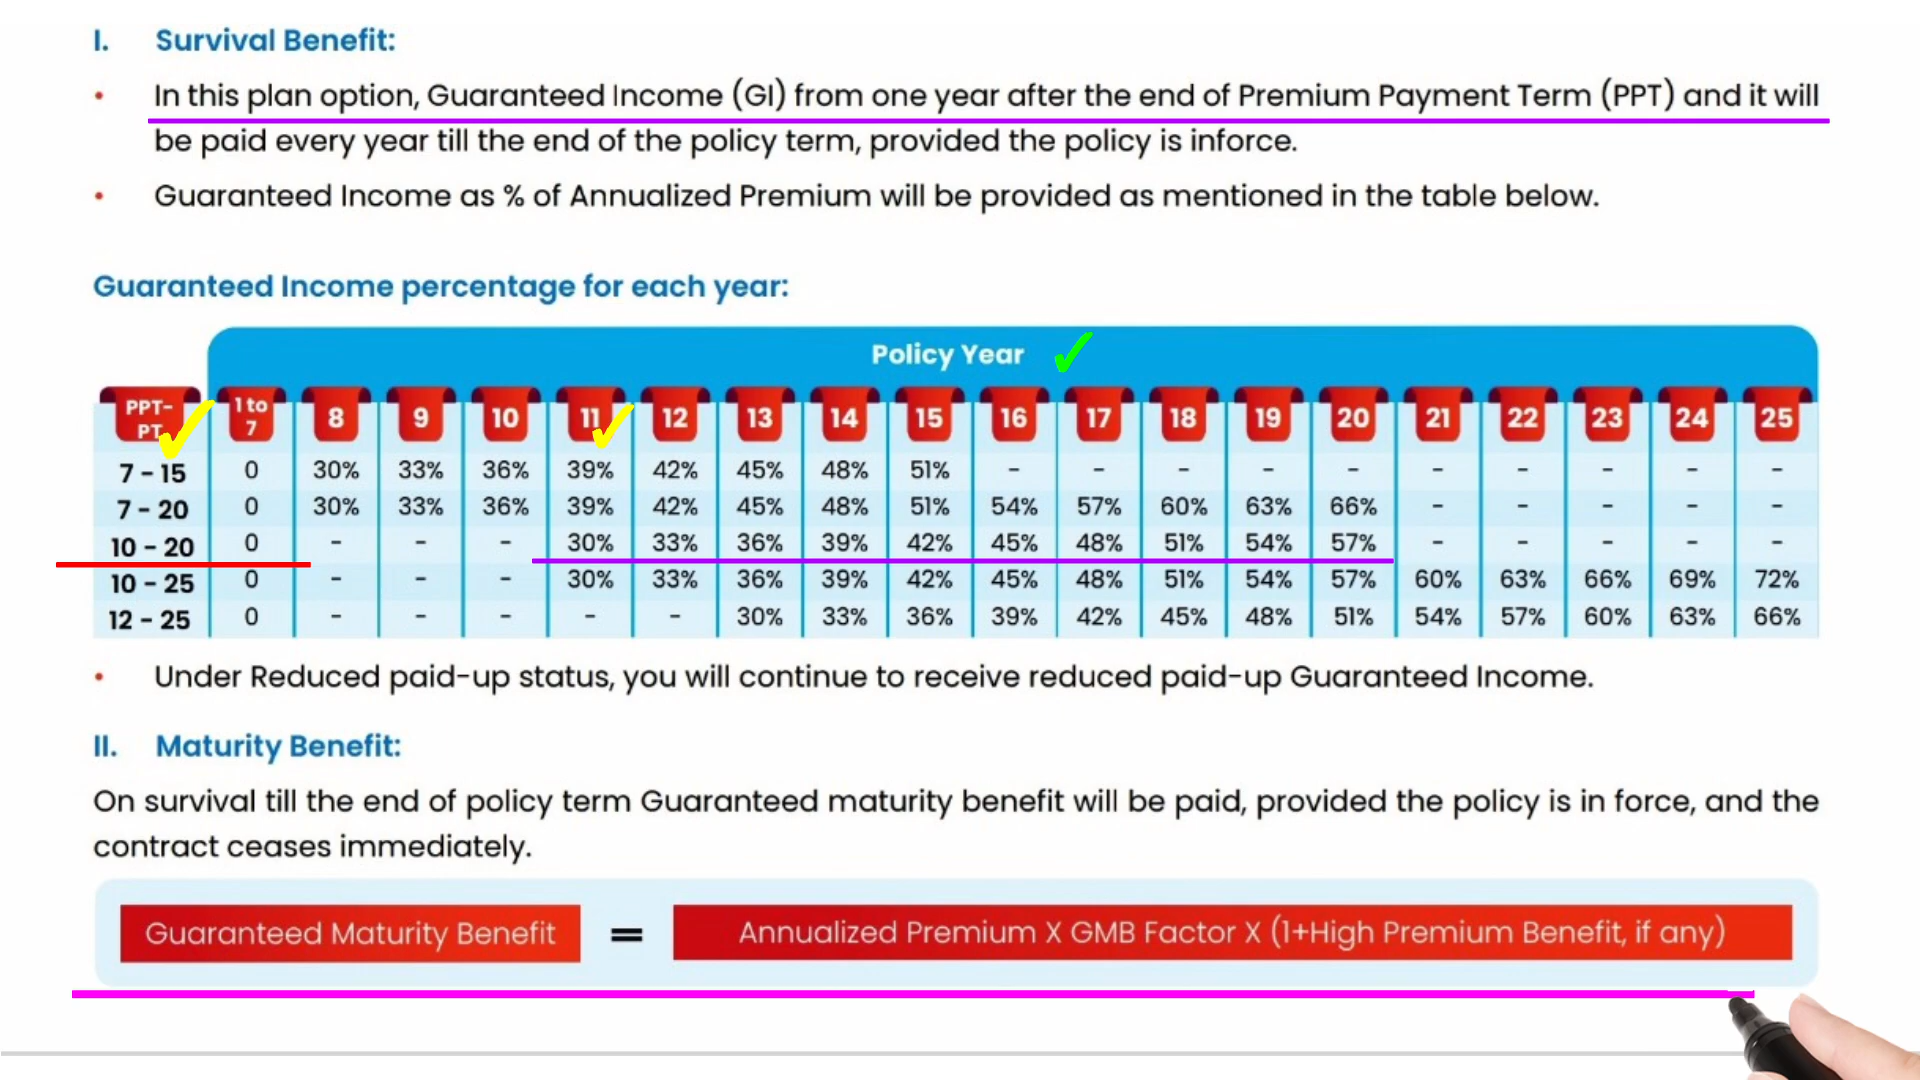 I. Survival Benefit:
• In this plan option, Guaranteed Income (GI) from one year after the end of Premium Payment Term (PPT) and it will
be paid every year till the end of the policy term, provided the policy is inforce.
• Guaranteed Income as % of Annualized Premium will be provided as mentioned in the table below.
Guaranteed Income percentage for each year:
Policy Year
PPT-PT 1 to 7 8 9 10 11 12 13 14 15 16 17 18 19 20 21 22 23 24 25
7 - 15 0 30% 33% 36% 39% 42% 45% 48% 51% - - - - - - - - - -
7 - 20 0 30% 33% 36% 39% 42% 45% 48% 51% 54% 57% 60% 63% 66% - - - - -
10 - 20 0 - - - 30% 33% 36% 39% 42% 45% 48% 51% 54% 57% - - - - -
10 - 25 0 - - - 30% 33% 36% 39% 42% 45% 48% 51% 54% 57% 60% 63% 66% 69% 72%
12 - 25 0 - - - - - 30% 33% 36% 39% 42% 45% 48% 51% 54% 57% 60% 63% 66%
• Under Reduced paid-up status, you will continue to receive reduced paid-up Guaranteed Income.
II. Maturity Benefit:
On survival till the end of policy term Guaranteed maturity benefit will be paid, provided the policy is in force, and the
contract ceases immediately.
Guaranteed Maturity Benefit = Annualized Premium X GMB Factor X (1+High Premium Benefit, if any)